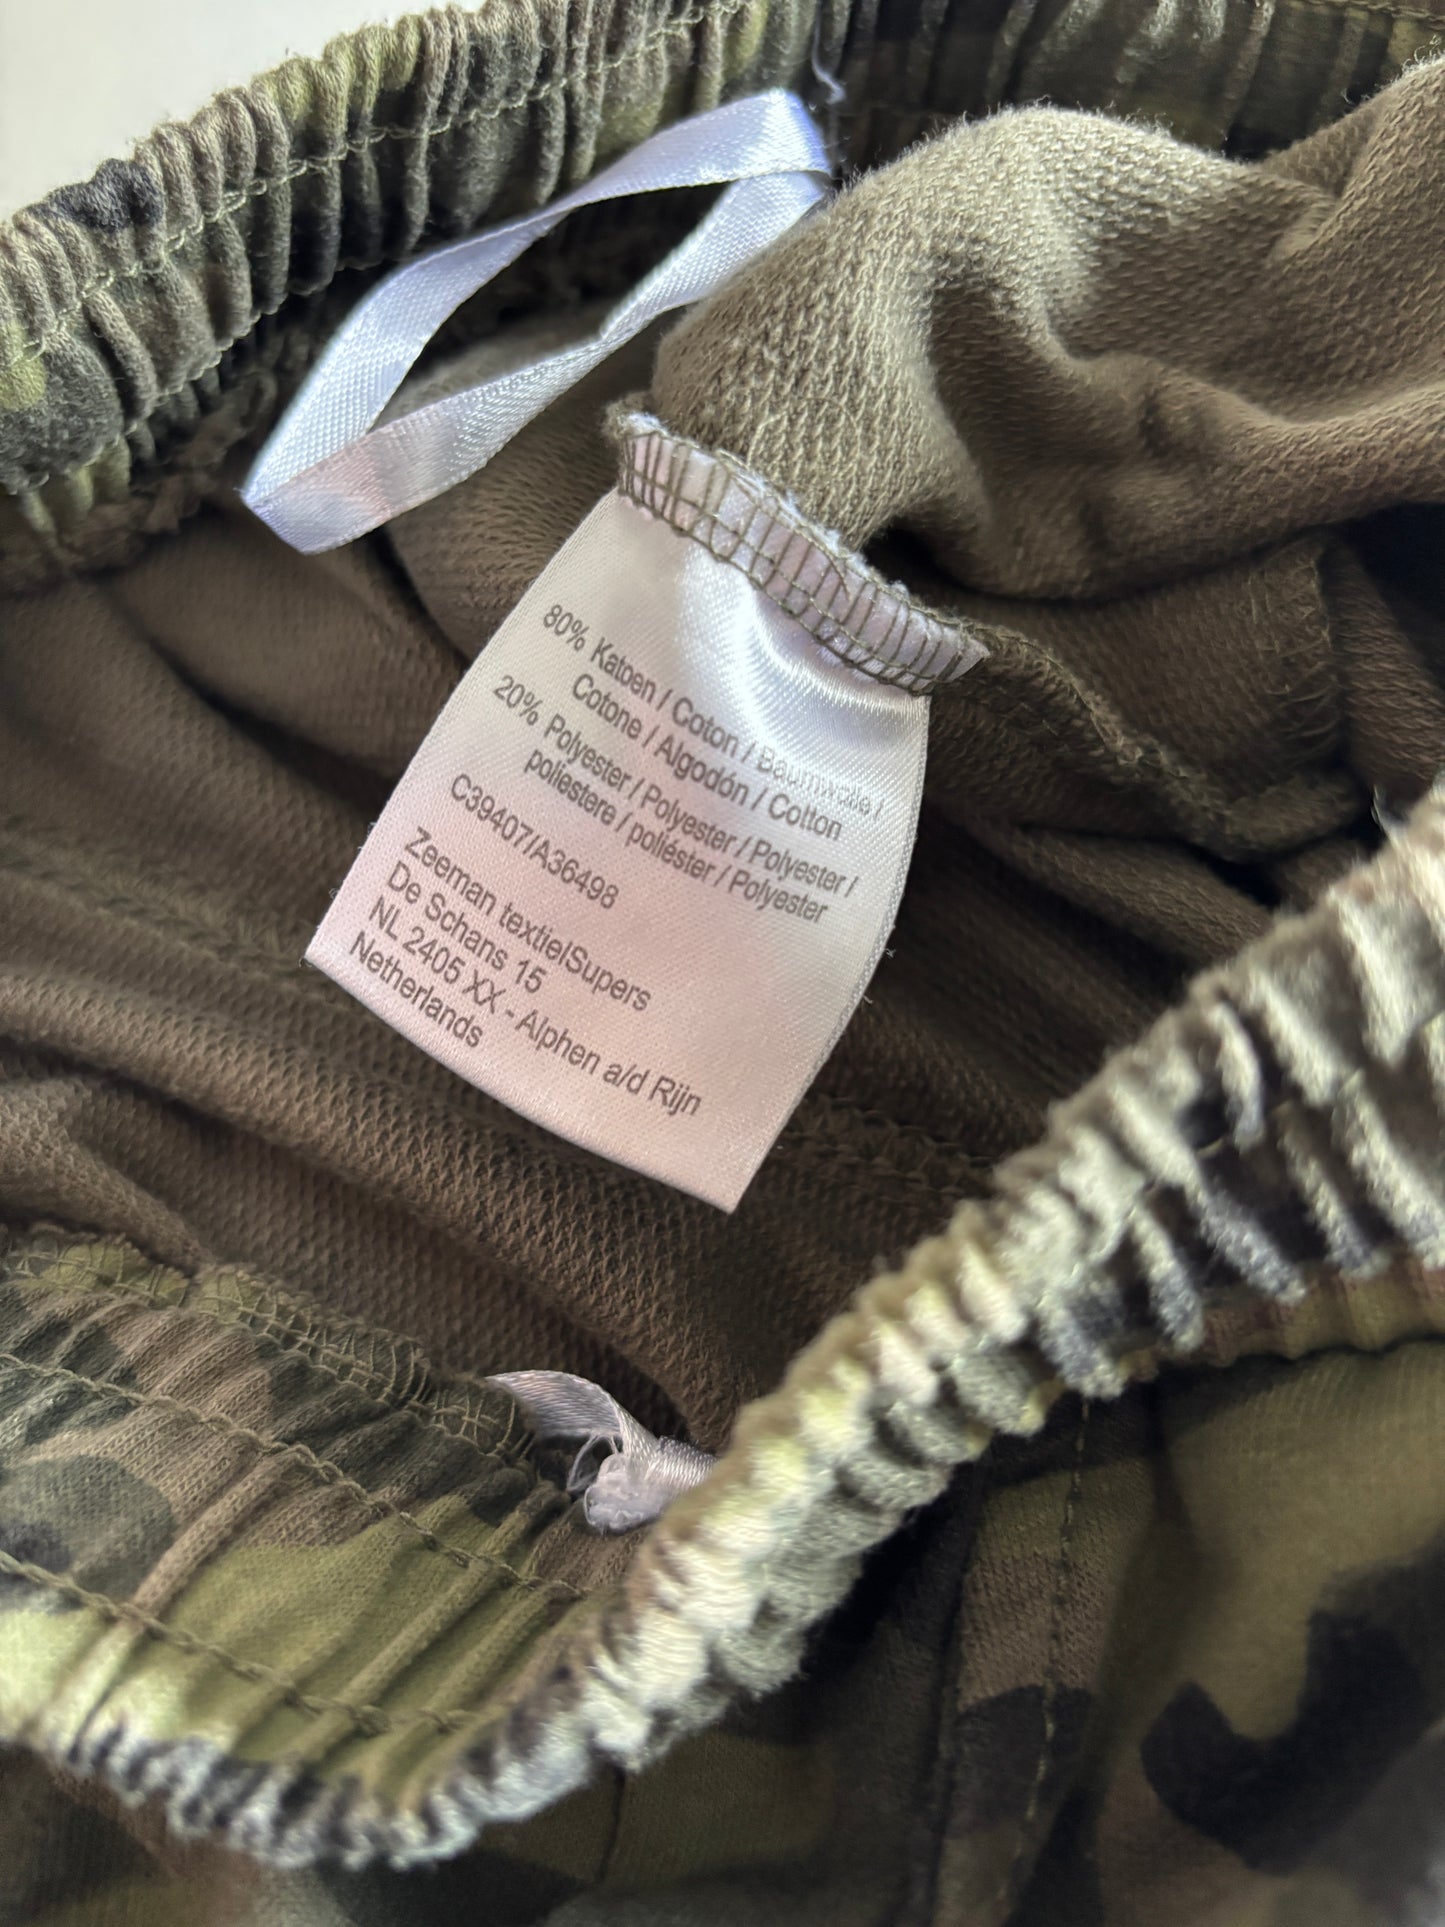 80% Katoen / Coton / Baumwolle /
Cotone / Algodón / Cotton
20% Polyester / Polyester / Polyester /
poliestere / poliéster / Polyester
C39407/A36498
Zeeman textielSupers
De Schans 15
NL 2405 XX - Alphen a/d Rijn
Netherlands